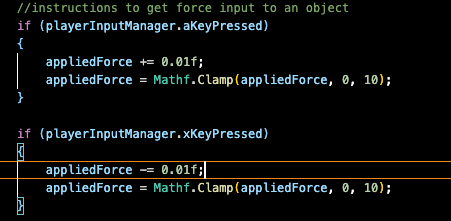 //instructions to get force input to an object
if (playerInputManager.aKeyPressed)
{
    appliedForce += 0.01f;
    appliedForce = Mathf.Clamp(appliedForce, 0, 10);
}

if (playerInputManager.xKeyPressed)
{
    appliedForce -= 0.01f;
    appliedForce = Mathf.Clamp(appliedForce, 0, 10);
}